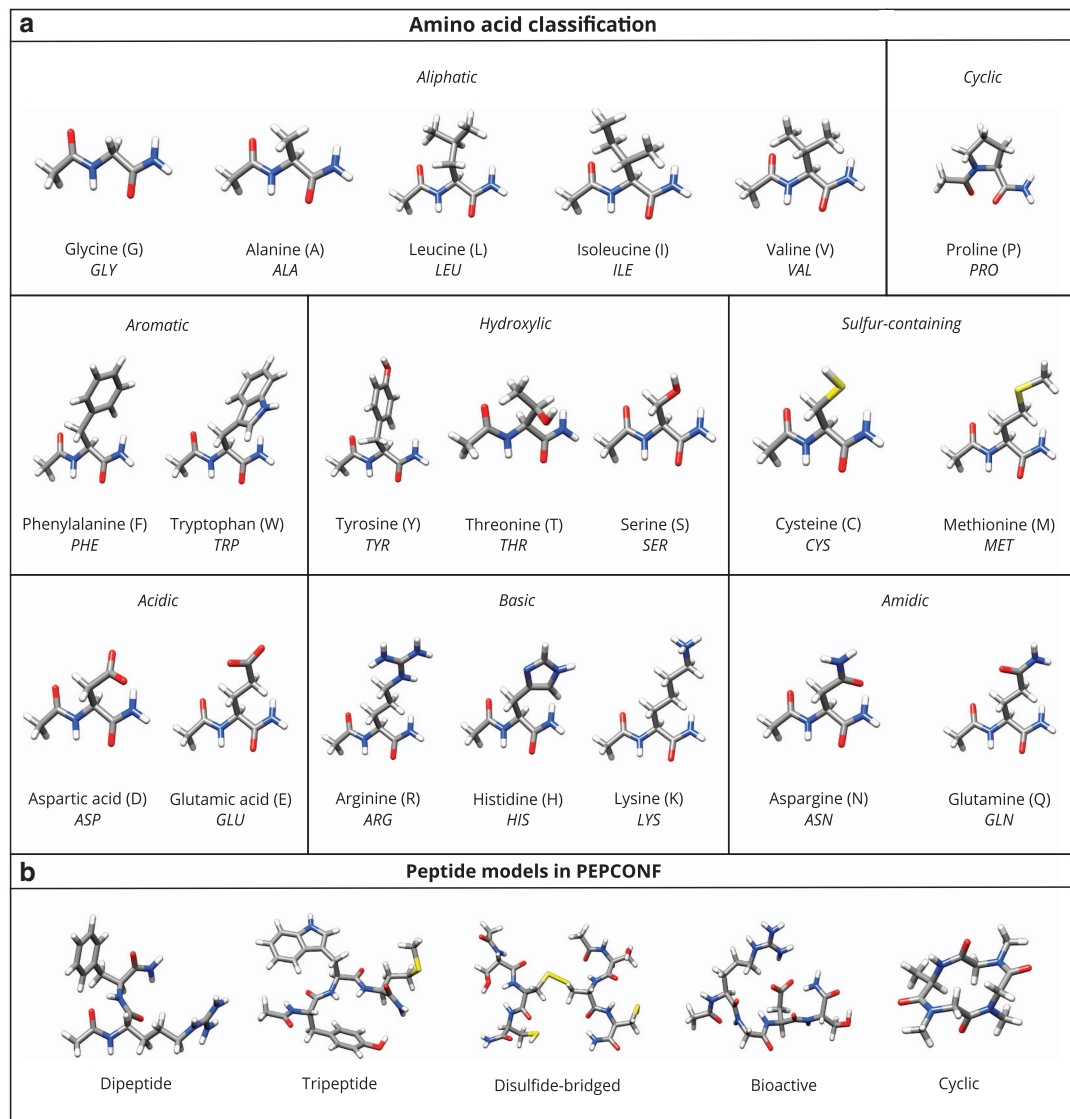 a
Amino acid classification
Aliphatic
Cyclic
Glycine (G)
GLY
Alanine (A)
ALA
Leucine (L)
LEU
Isoleucine (I)
ILE
Valine (V)
VAL
Proline (P)
PRO
Aromatic
Hydroxylic
Sulfur-containing
Phenylalanine (F)
PHE
Tryptophan (W)
TRP
Tyrosine (Y)
TYR
Threonine (T)
THR
Serine (S)
SER
Cysteine (C)
CYS
Methionine (M)
MET
Acidic
Basic
Amidic
Aspartic acid (D)
ASP
Glutamic acid (E)
GLU
Arginine (R)
ARG
Histidine (H)
HIS
Lysine (K)
LYS
Aspargine (N)
ASN
Glutamine (Q)
GLN
b
Peptide models in PEPCONF
Dipeptide
Tripeptide
Disulfide-bridged
Bioactive
Cyclic